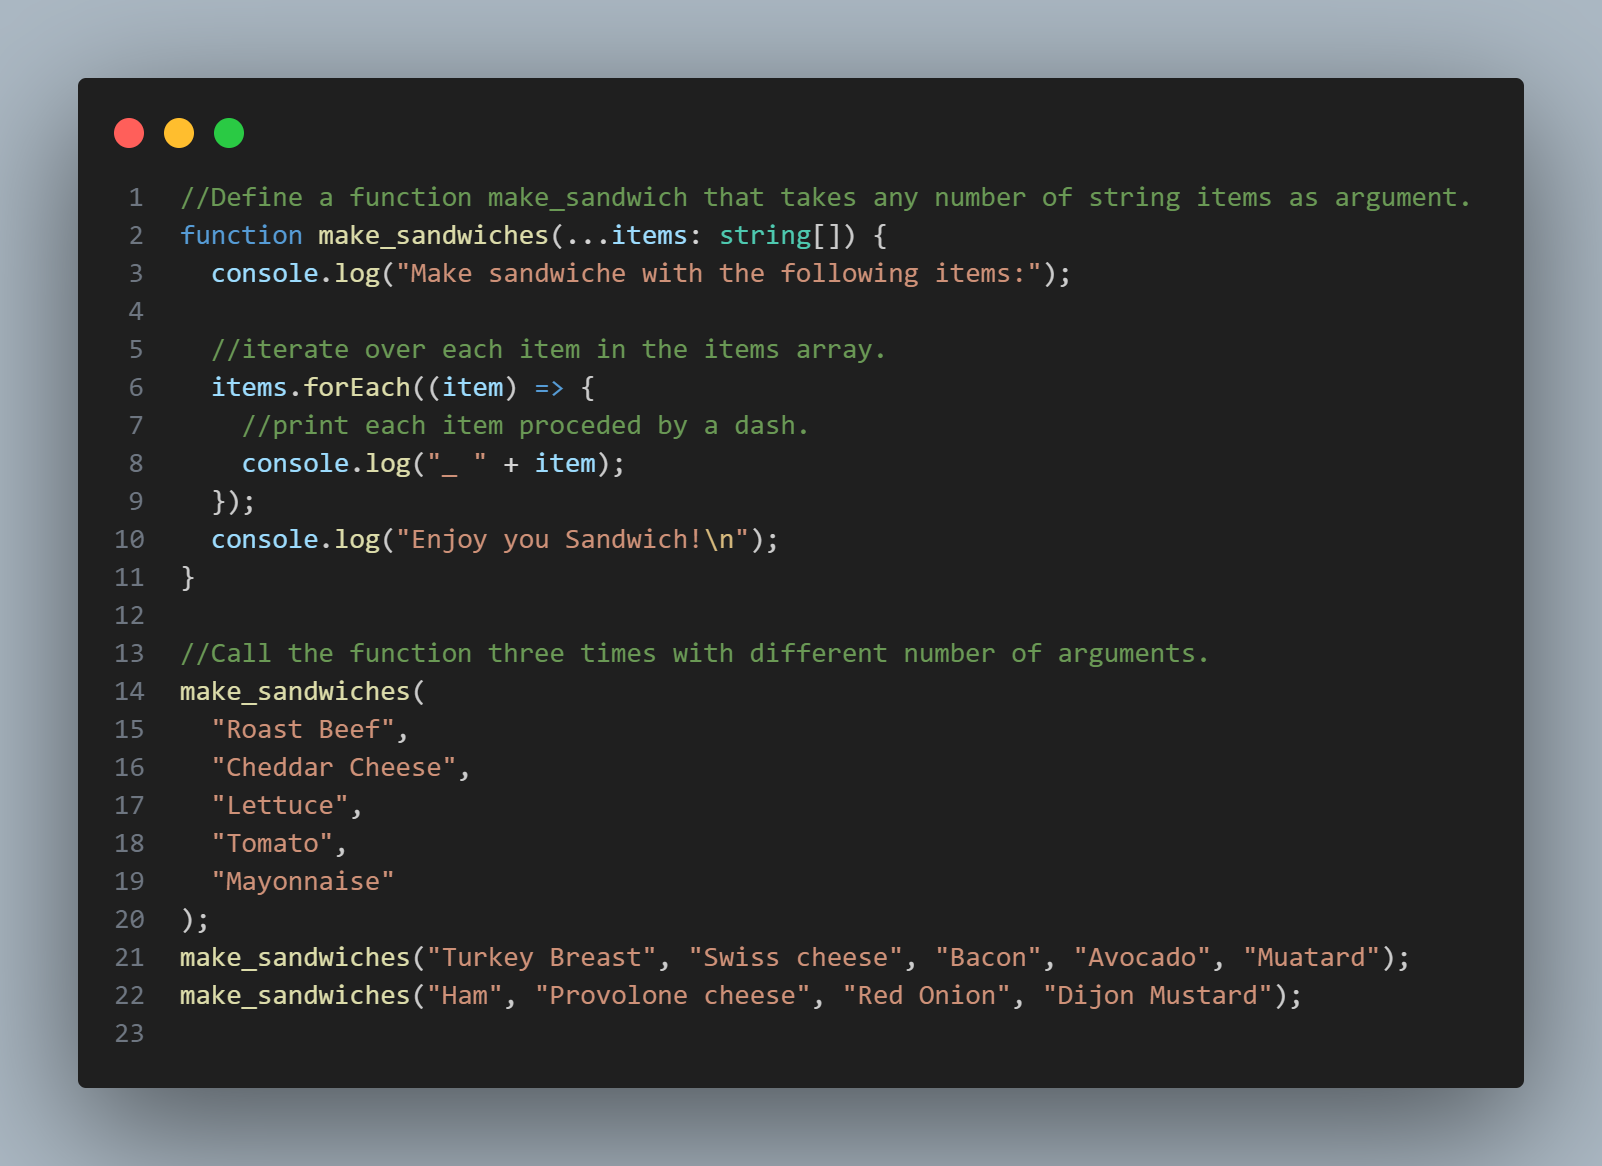 1 //Define a function make_sandwich that takes any number of string items as argument.
2 function make_sandwiches(...items: string[]) {
3   console.log("Make sandwiche with the following items:");
4
5   //iterate over each item in the items array.
6   items.forEach((item) => {
7     //print each item proceded by a dash.
8     console.log("_ " + item);
9   });
10   console.log("Enjoy you Sandwich!\n");
11 }
12
13 //Call the function three times with different number of arguments.
14 make_sandwiches(
15   "Roast Beef",
16   "Cheddar Cheese",
17   "Lettuce",
18   "Tomato",
19   "Mayonnaise"
20 );
21 make_sandwiches("Turkey Breast", "Swiss cheese", "Bacon", "Avocado", "Muatard");
22 make_sandwiches("Ham", "Provolone cheese", "Red Onion", "Dijon Mustard");
23